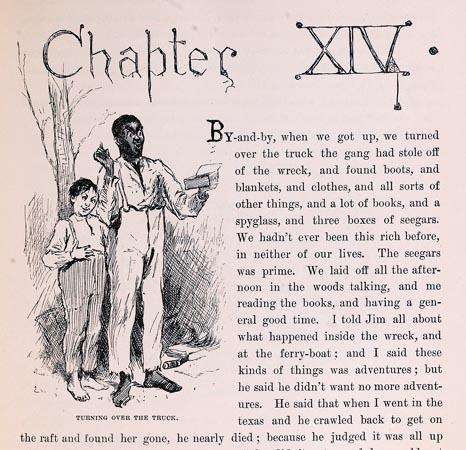 Chapter XIV.
BY-and-by, when we got up, we turned
over the truck the gang had stole off
of the wreck, and found boots, and
blankets, and clothes, and all sorts of
other things, and a lot of books, and a
spyglass, and three boxes of seegars.
We hadn't ever been this rich before,
in neither of our lives. The seegars
was prime. We laid off all the after-
noon in the woods talking, and me
reading the books, and having a gen-
eral good time. I told Jim all about
what happened inside the wreck, and
at the ferry-boat; and I said these
kinds of things was adventures; but
he said he didn't want no more advent-
ures. He said that when I went in the
texas and he crawled back to get on
TURNING OVER THE TRUCK.
the raft and found her gone, he nearly died; because he judged it was all up